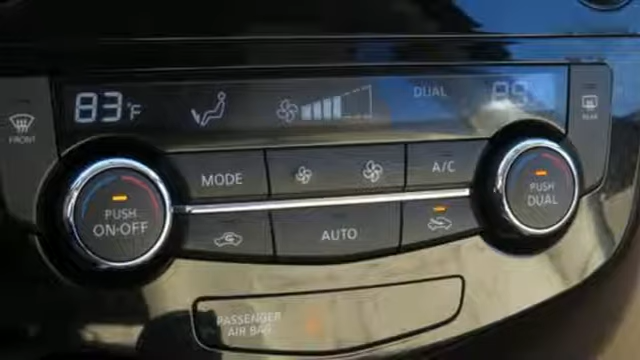 83°F
DUAL
FRONT
REAR
MODE
A/C
PUSH
ON-OFF
AUTO
PUSH
DUAL
PASSENGER
AIR BAG